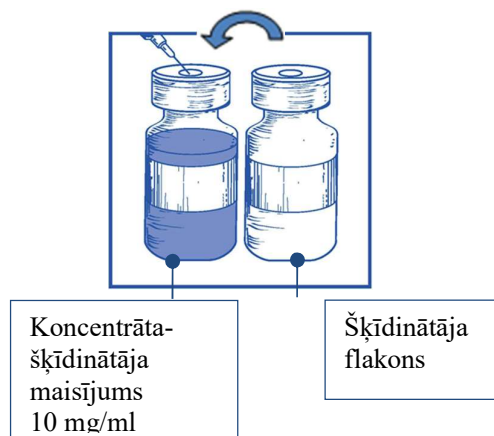 Koncentrāta-
šķīdinātāja
maisījums
10 mg/ml
Šķīdinātāja
flakons